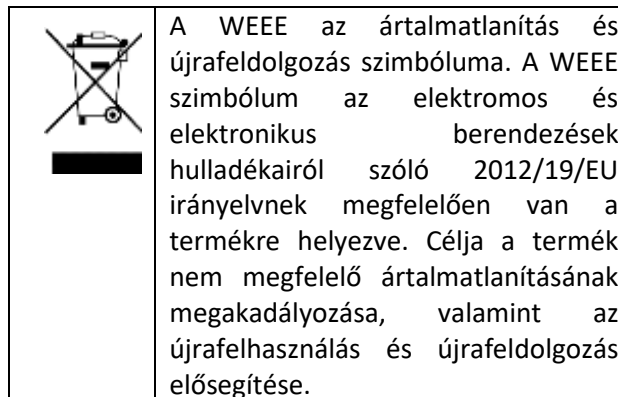 A WEEE az ártalmatlanítás és
újrafeldolgozás szimbóluma. A WEEE
szimbólum az elektromos és
elektronikus berendezések
hulladékairól szóló 2012/19/EU
irányelvnek megfelelően van a
termékre helyezve. Célja a termék
nem megfelelő ártalmatlanításának
megakadályozása, valamint az
újrafelhasználás és újrafeldolgozás
elősegítése.